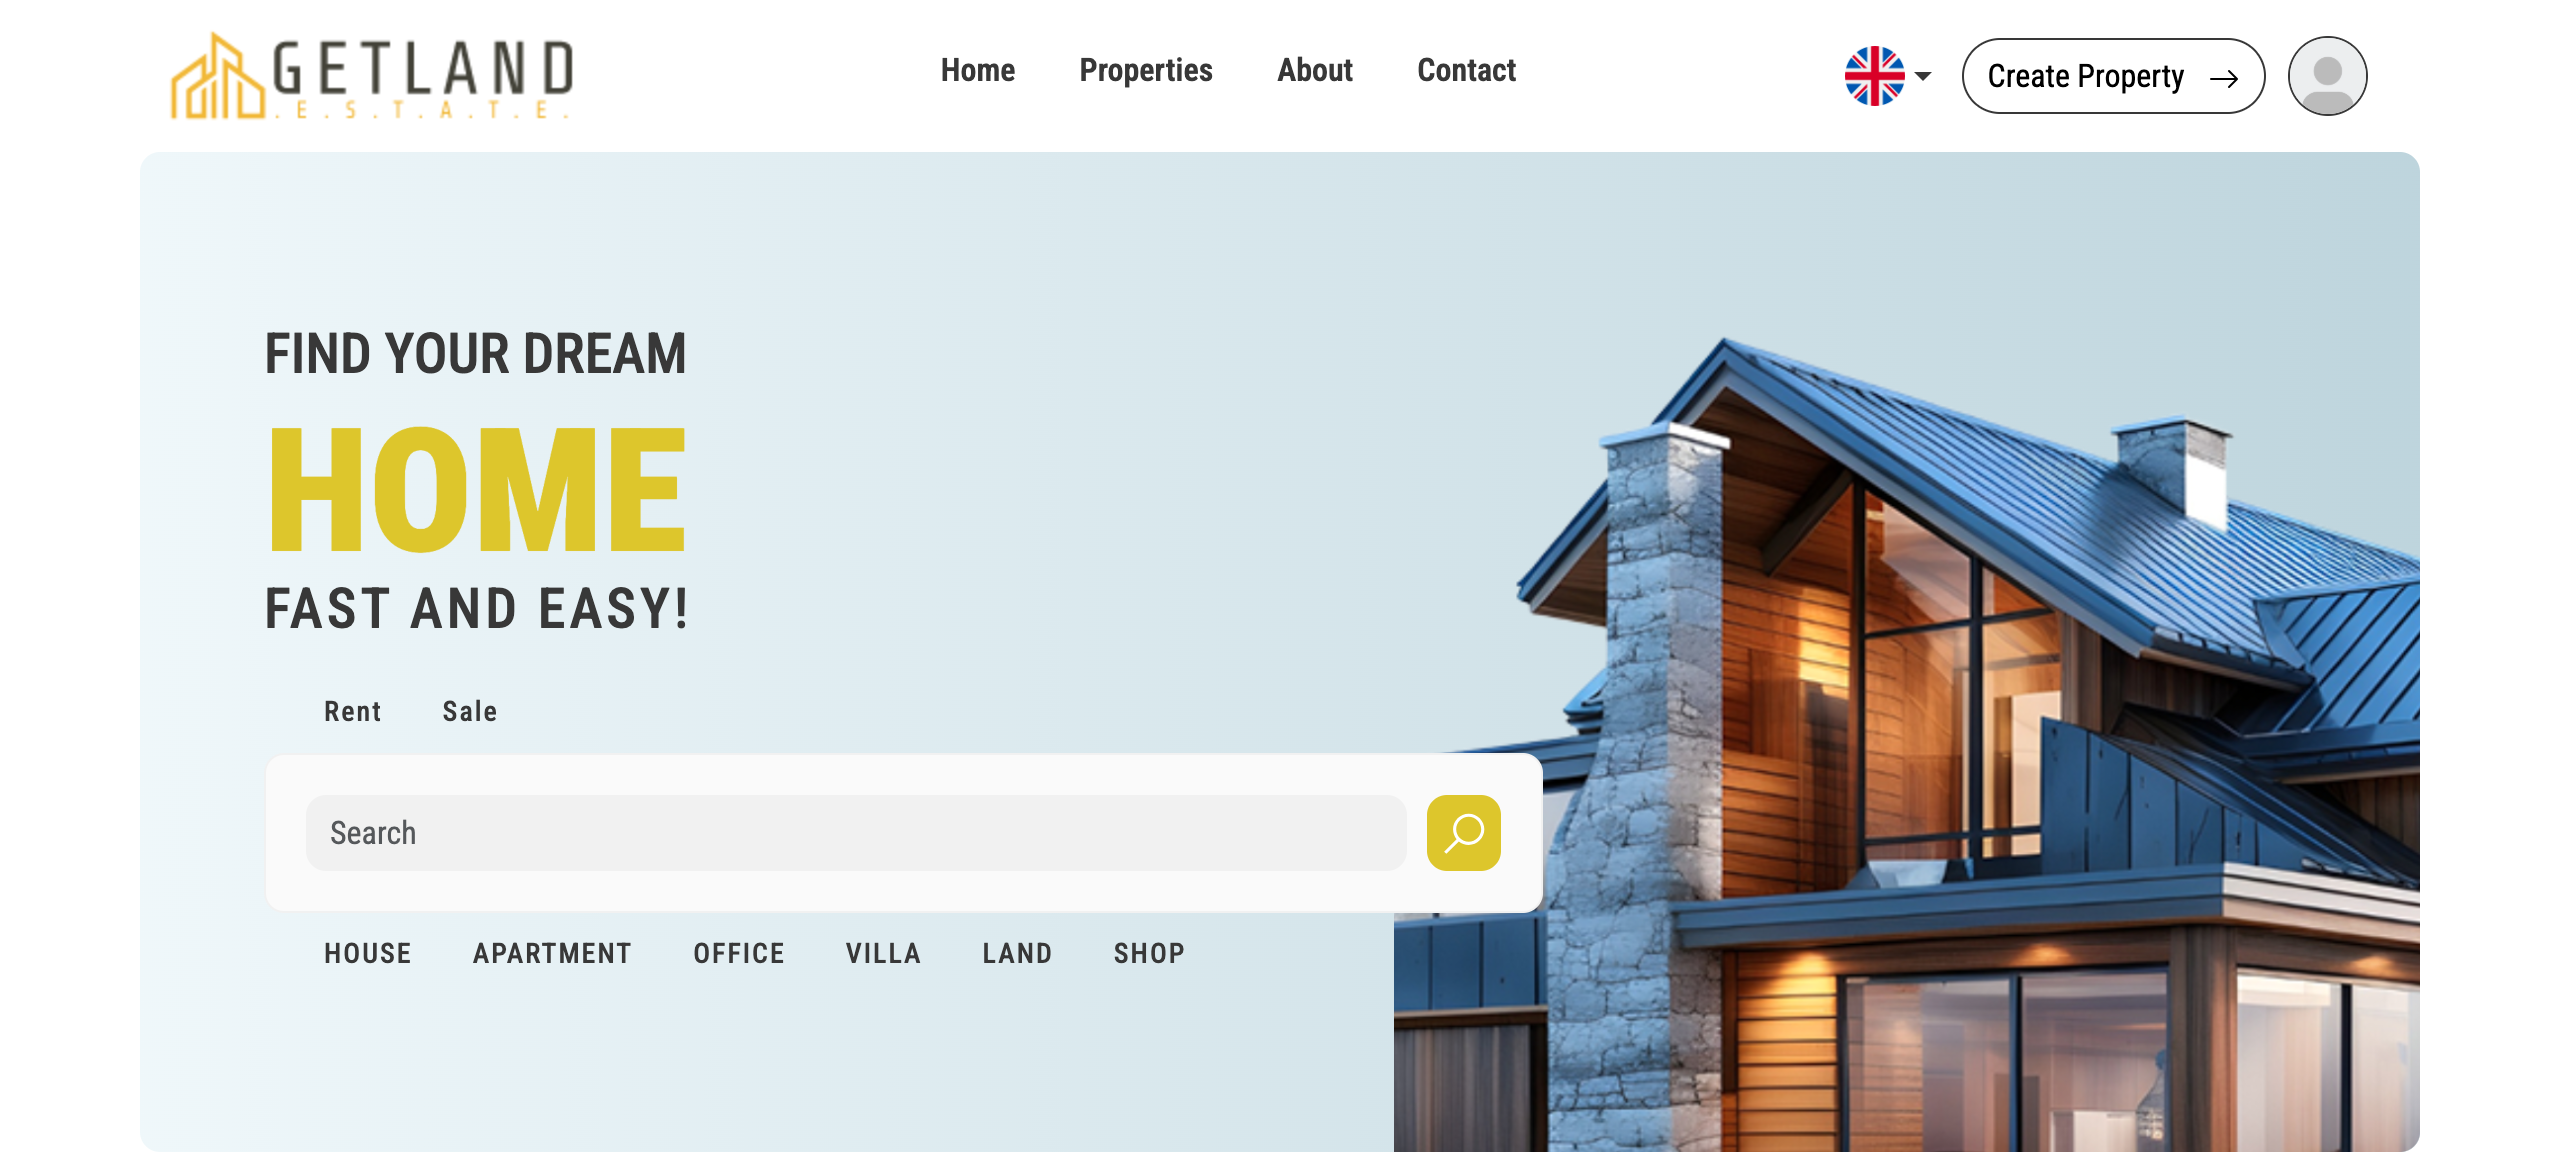 GETLAND
.E.S.T.A.T.E.
Home Properties About Contact
Create Property
FIND YOUR DREAM
HOME
FAST AND EASY!
Rent Sale
Search
HOUSE APARTMENT OFFICE VILLA LAND SHOP